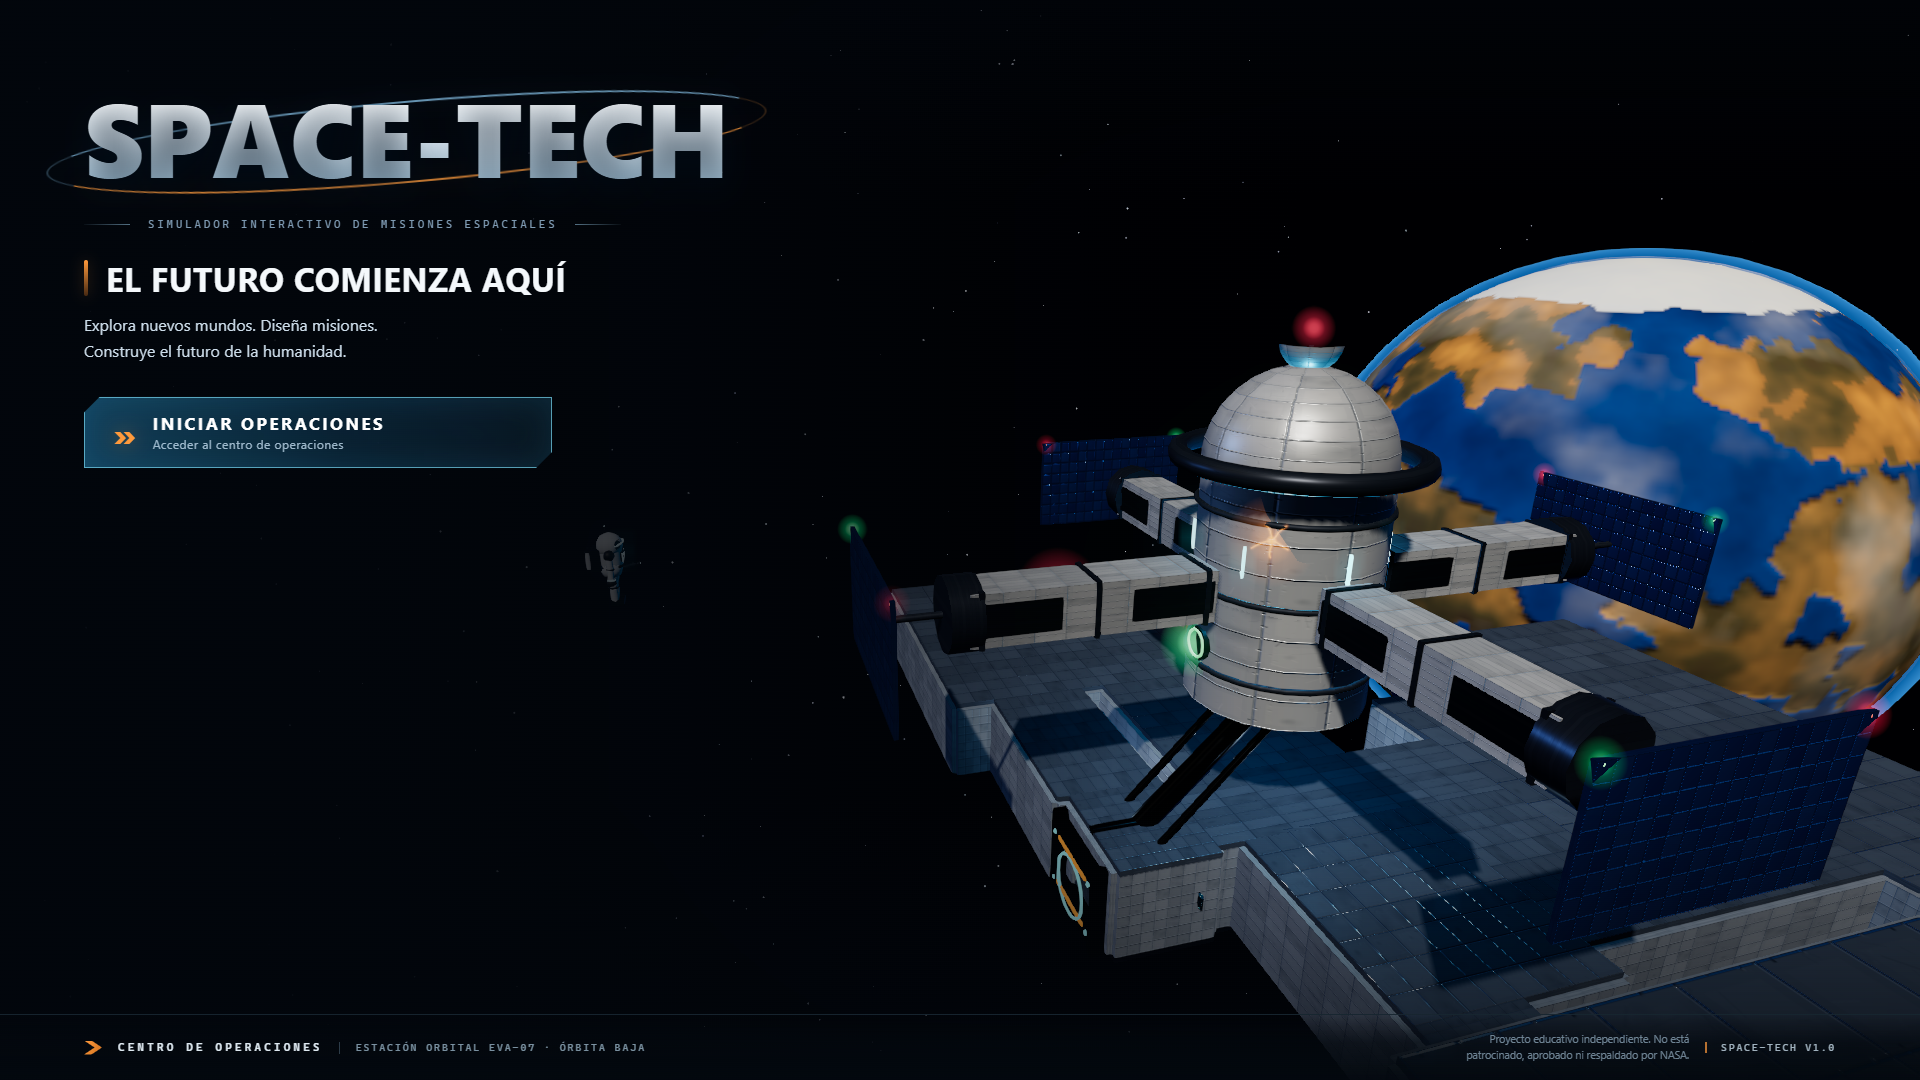 SPACE-TECH
SIMULADOR INTERACTIVO DE MISIONES ESPACIALES
EL FUTURO COMIENZA AQUÍ
Explora nuevos mundos. Diseña misiones.
Construye el futuro de la humanidad.
INICIAR OPERACIONES
Acceder al centro de operaciones
CENTRO DE OPERACIONES | ESTACIÓN ORBITAL EVA-07 · ÓRBITA BAJA
Proyecto educativo independiente. No está
patrocinado, aprobado ni respaldado por NASA.
SPACE-TECH V1.0